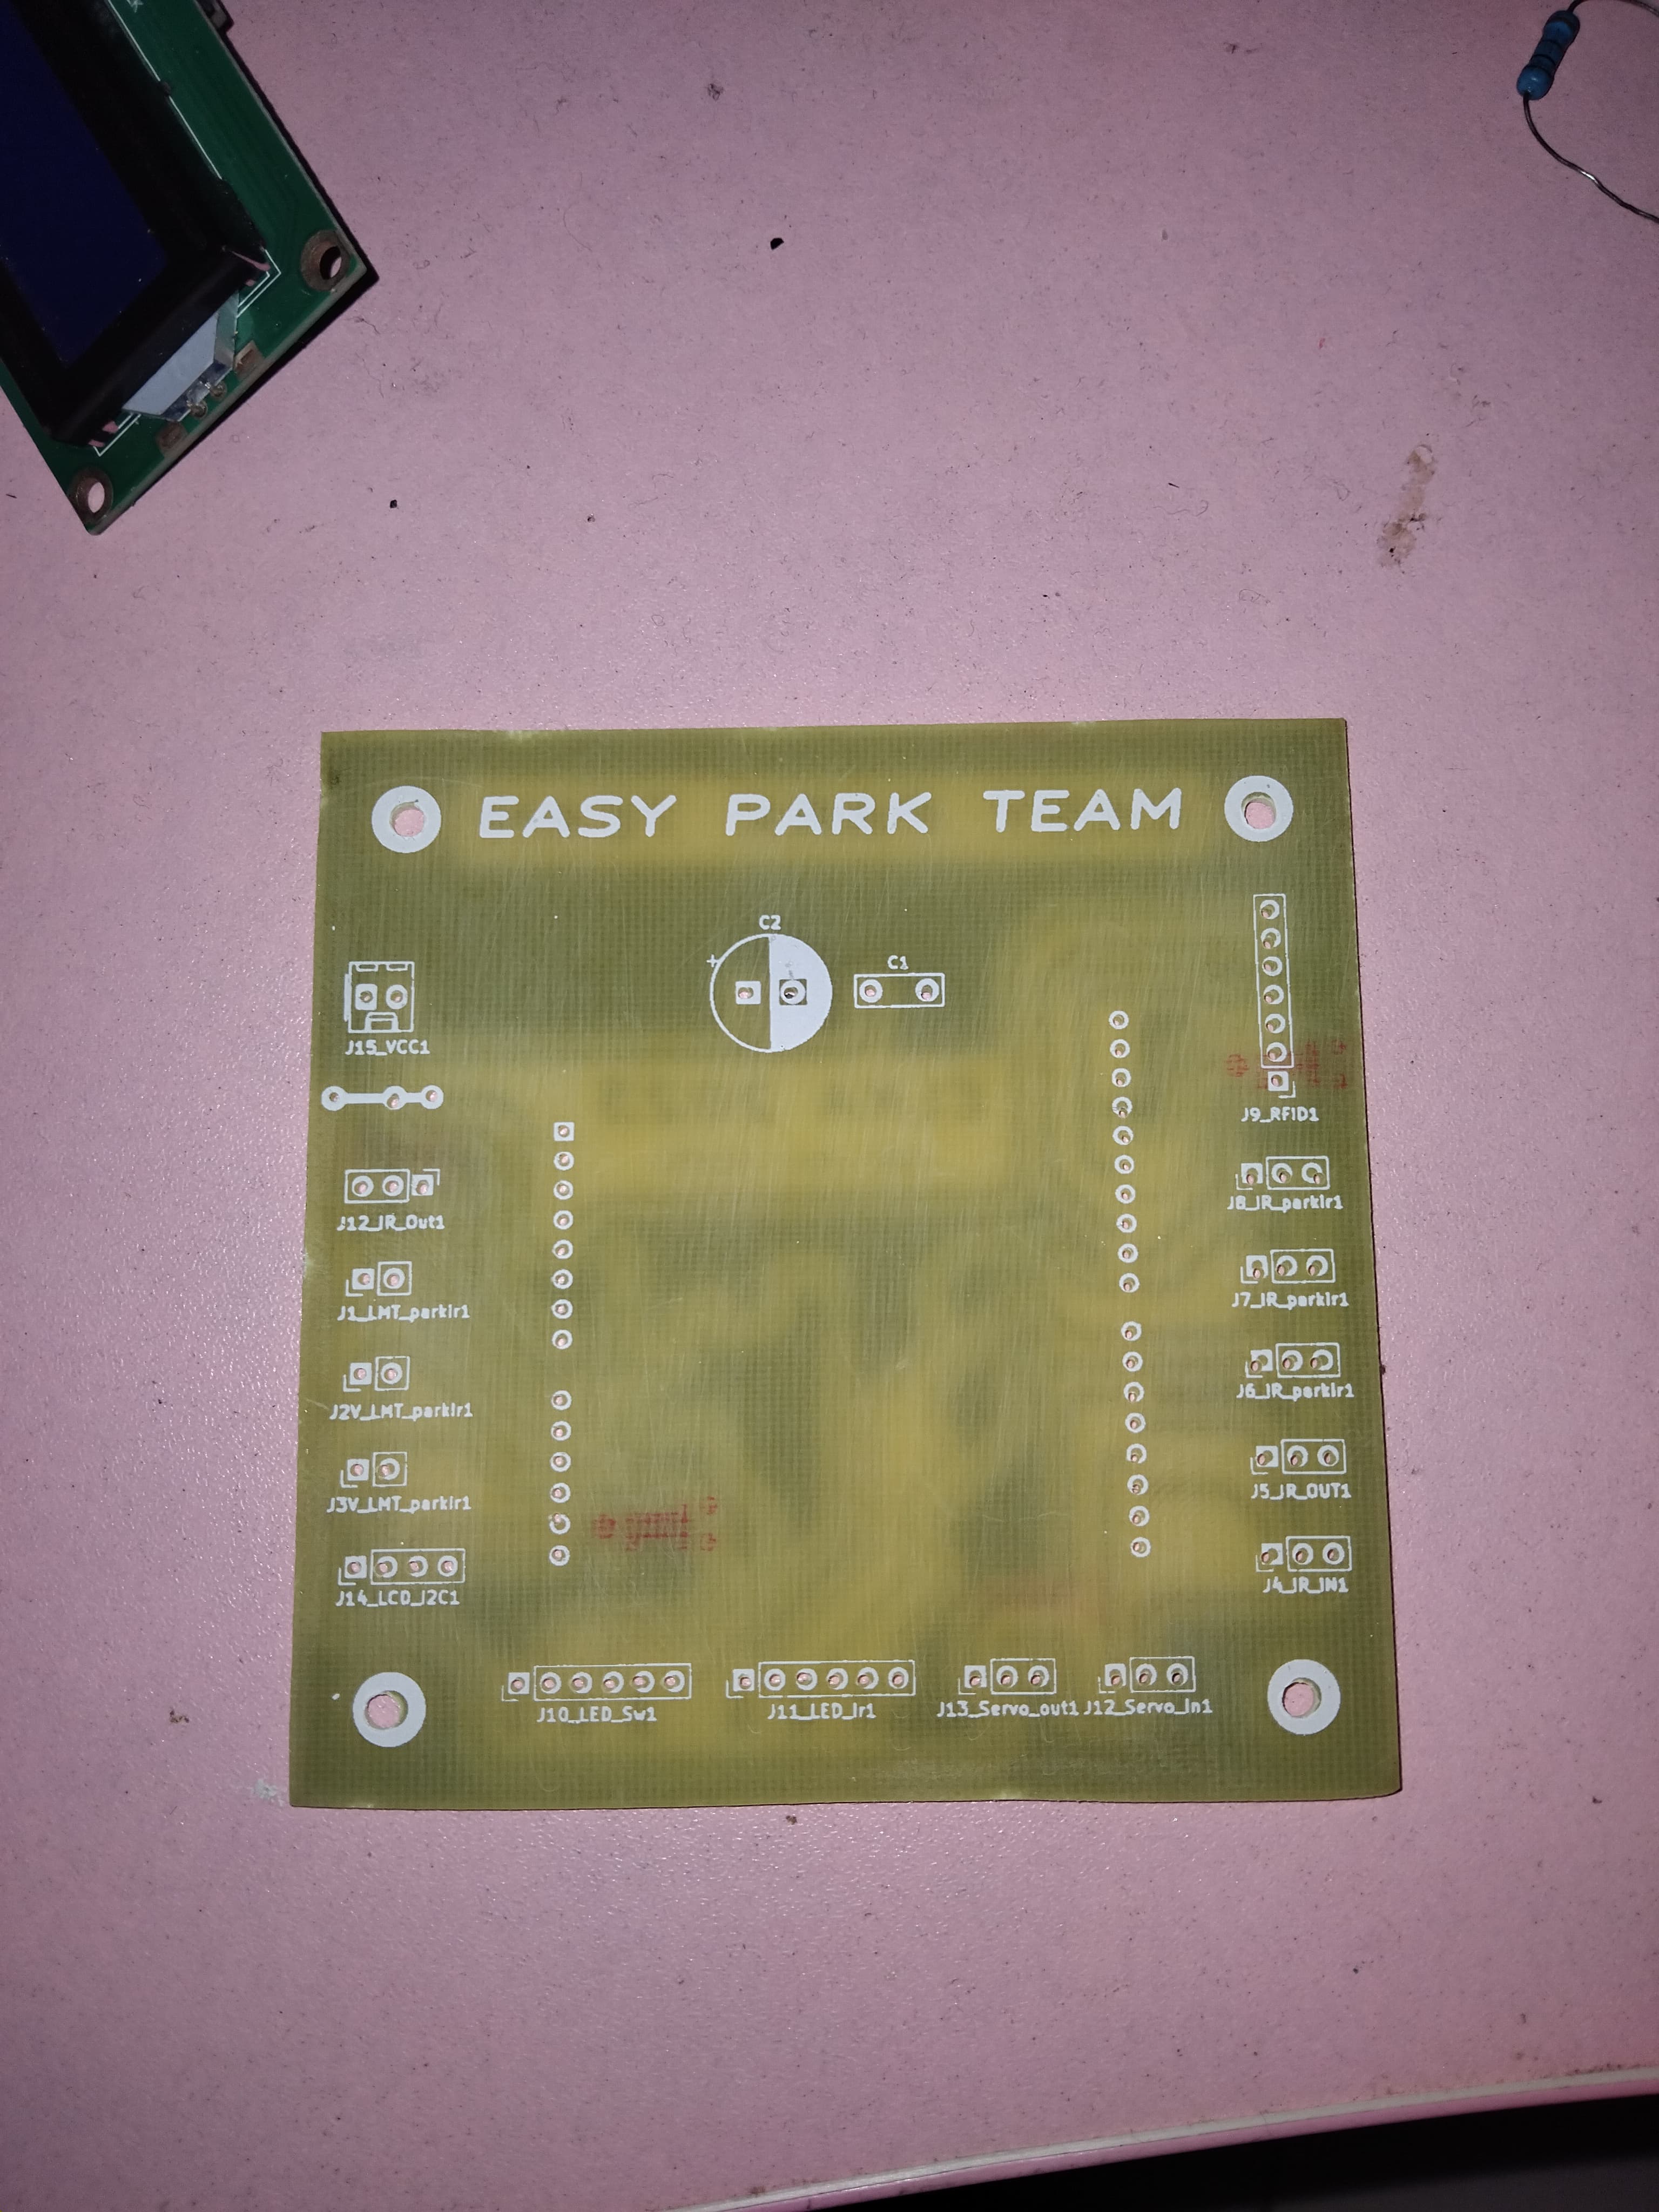 EASY PARK TEAM
C2
+
C1
J15_VCC1
J9_RFID1
J12_IR_Out1
J8_IR_parkir1
J1_LMT_parkir1
J7_IR_parkir1
J2V_LMT_parkir1
J6_IR_parkir1
J3V_LMT_parkir1
J5_IR_OUT1
J14_LCD_I2C1
J4_IR_IN1
J10_LED_Sw1
J11_LED_Ir1
J13_Servo_out1
J12_Servo_In1